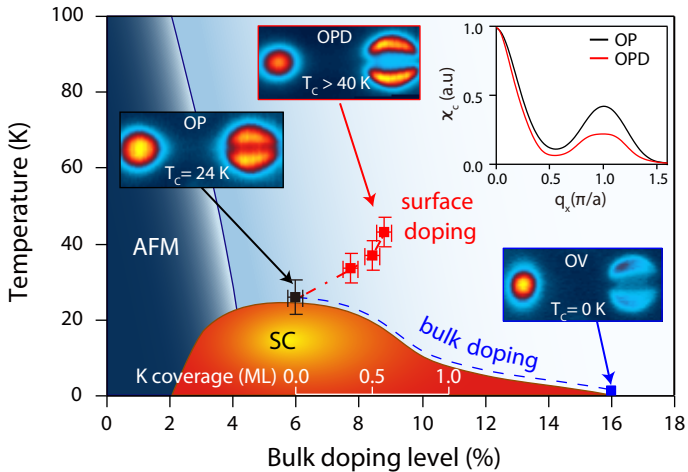 100
80
60
40
20
0
Temperature (K)
AFM
OP
T_c = 24 K
OPD
T_c > 40 K
1.0
0.5
0.0
χ_c (a.u)
OP
OPD
0.0
0.5
1.0
1.5
q_x(π/a)
surface
doping
OV
T_c = 0 K
bulk doping
SC
K coverage (ML)
0.0
0.5
1.0
0
2
4
6
8
10
12
14
16
18
Bulk doping level (%)